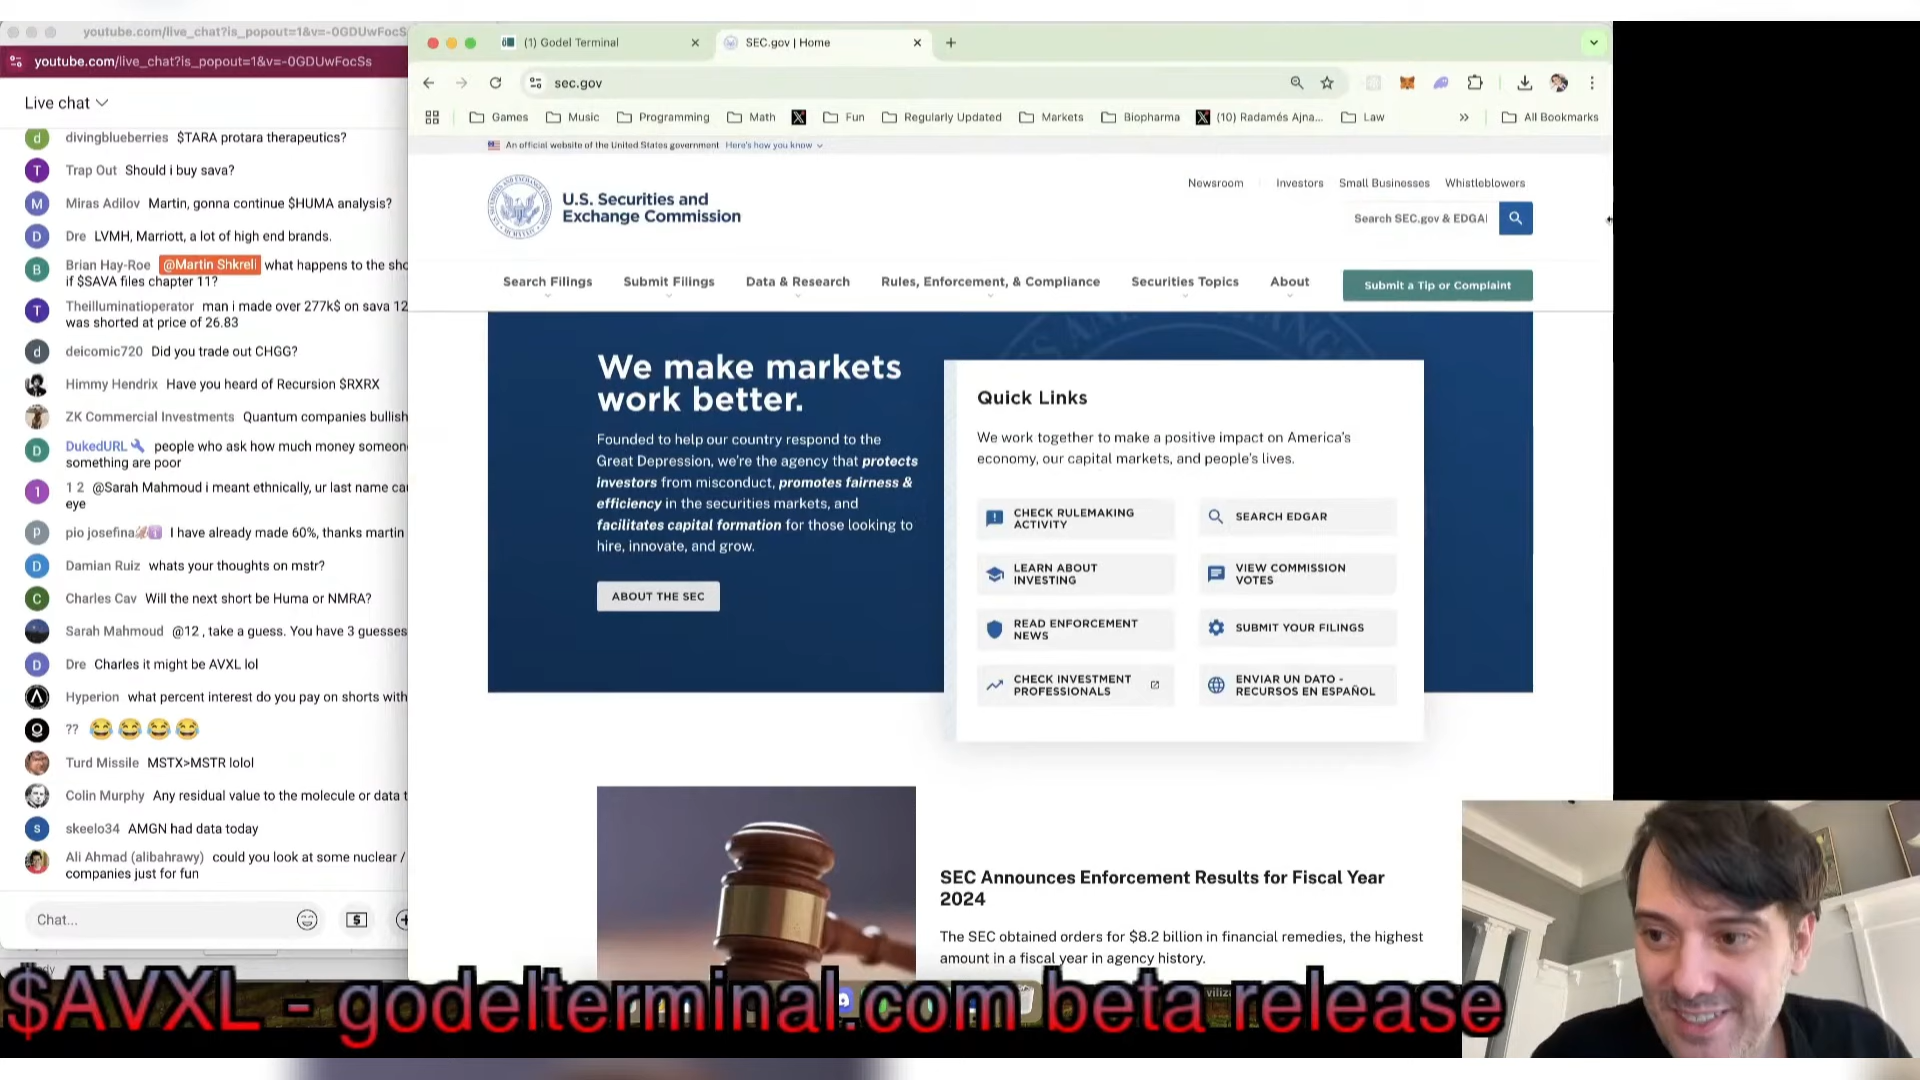 youtube.com/live_chat?is_popout=1&v=-0GDUwFocS
youtube.com/live_chat?is_popout=1&v=-0GDUwFocSs
Live chat
divingblueberries $TARA protara therapeutics?
Trap Out Should i buy sava?
Miras Adilov Martin, gonna continue $HUMA analysis?
Dre LVMH, Marriott, a lot of high end brands.
Brian Hay-Roe @Martin Shkreli what happens to the sho
if $SAVA files chapter 11?
Theilluminatioperator man i made over 277k$ on sava 12
was shorted at price of 26.83
deicomic720 Did you trade out CHGG?
Himmy Hendrix Have you heard of Recursion $RXRX
ZK Commercial Investments Quantum companies bullish
DukedURL people who ask how much money someon
something are poor
1 2 @Sarah Mahmoud i meant ethnically, ur last name cau
eye
pio josefina I have already made 60%, thanks martin
Damian Ruiz whats your thoughts on mstr?
Charles Cav Will the next short be Huma or NMRA?
Sarah Mahmoud @12 , take a guess. You have 3 guesses
Dre Charles it might be AVXL lol
Hyperion what percent interest do you pay on shorts with
?? 😂😂😂😂
Turd Missile MSTX>MSTR lolol
Colin Murphy Any residual value to the molecule or data t
skeelo34 AMGN had data today
Ali Ahmad (alibahrawy) could you look at some nuclear /
companies just for fun
Chat...
(1) Godel Terminal
SEC.gov | Home
sec.gov
Games Music Programming Math Fun Regularly Updated Markets Biopharma (10) Radamés Ajna... Law All Bookmarks
An official website of the United States government Here's how you know
U.S. Securities and
Exchange Commission
Newsroom Investors Small Businesses Whistleblowers
Search SEC.gov & EDGAI
Search Filings Submit Filings Data & Research Rules, Enforcement, & Compliance Securities Topics About
Submit a Tip or Complaint
We make markets
work better.
Founded to help our country respond to the
Great Depression, we're the agency that protects
investors from misconduct, promotes fairness &
efficiency in the securities markets, and
facilitates capital formation for those looking to
hire, innovate, and grow.
ABOUT THE SEC
Quick Links
We work together to make a positive impact on America's
economy, our capital markets, and people's lives.
CHECK RULEMAKING
ACTIVITY
SEARCH EDGAR
LEARN ABOUT
INVESTING
VIEW COMMISSION
VOTES
READ ENFORCEMENT
NEWS
SUBMIT YOUR FILINGS
CHECK INVESTMENT
PROFESSIONALS
ENVIAR UN DATO -
RECURSOS EN ESPAÑOL
SEC Announces Enforcement Results for Fiscal Year
2024
The SEC obtained orders for $8.2 billion in financial remedies, the highest
amount in a fiscal year in agency history.
$AVXL - godelterminal.com beta release